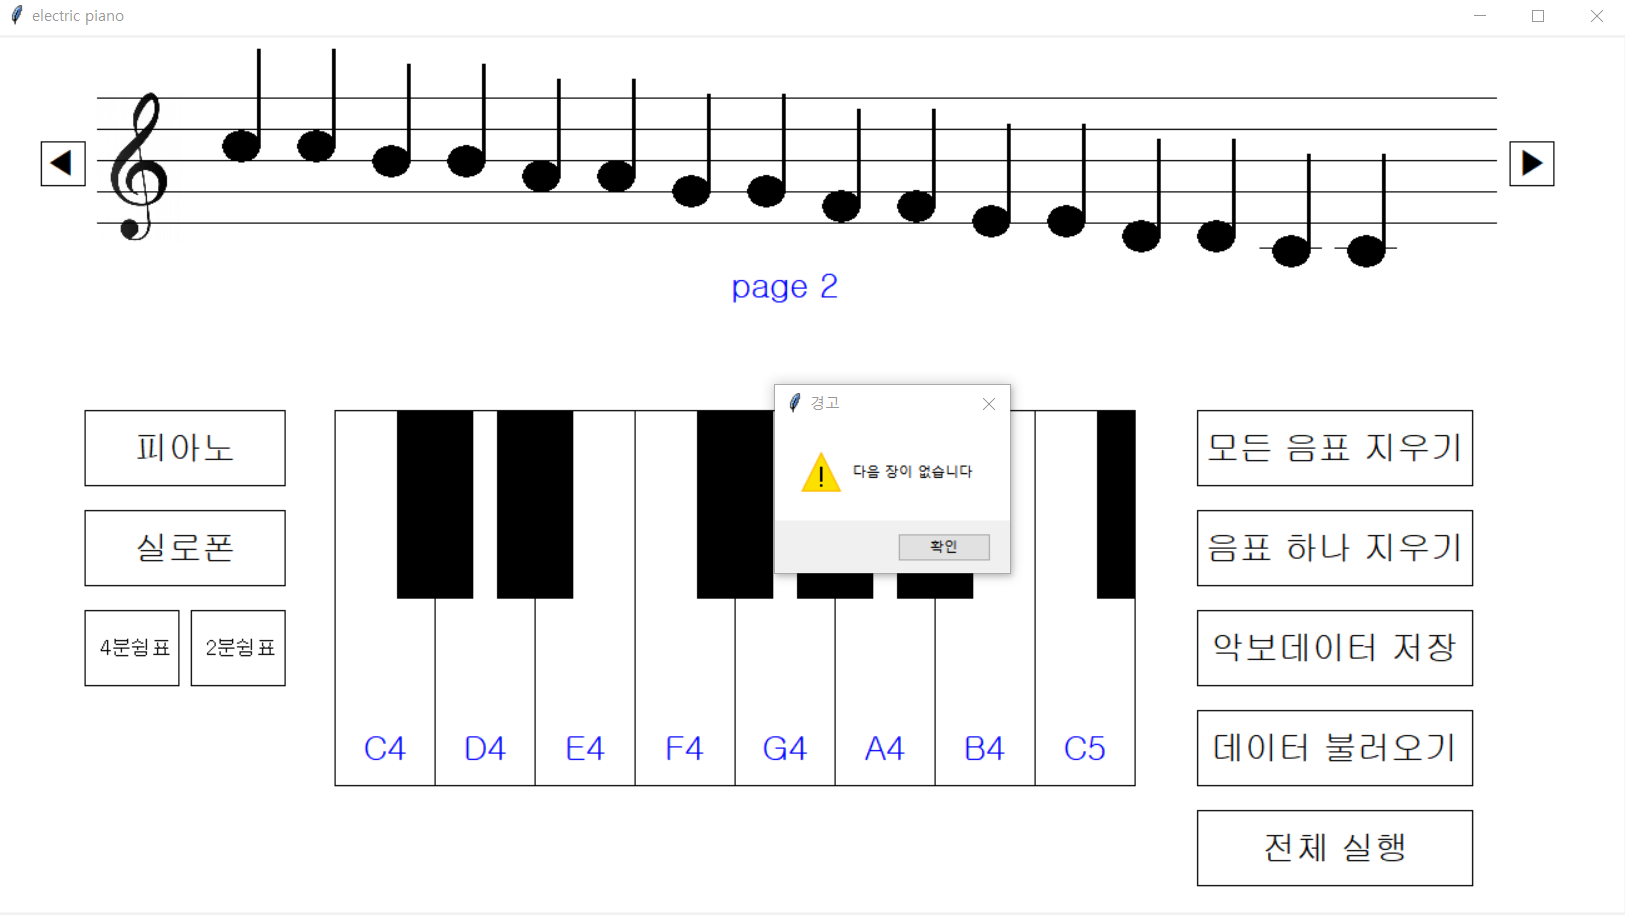 electric piano
page 2
경고
다음 장이 없습니다
확인
피아노
실로폰
4분쉼표
2분쉼표
C4 D4 E4 F4 G4 A4 B4 C5
모든 음표 지우기
음표 하나 지우기
악보데이터 저장
데이터 불러오기
전체 실행